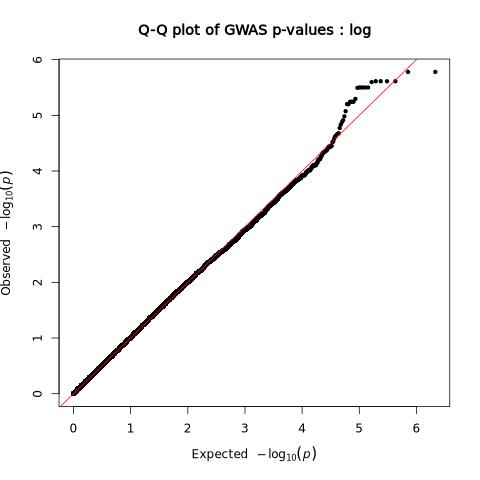 Q-Q plot of GWAS p-values : log
6
5
4
3
2
1
0
Observed −log10(p)
0 1 2 3 4 5 6
Expected −log10(p)